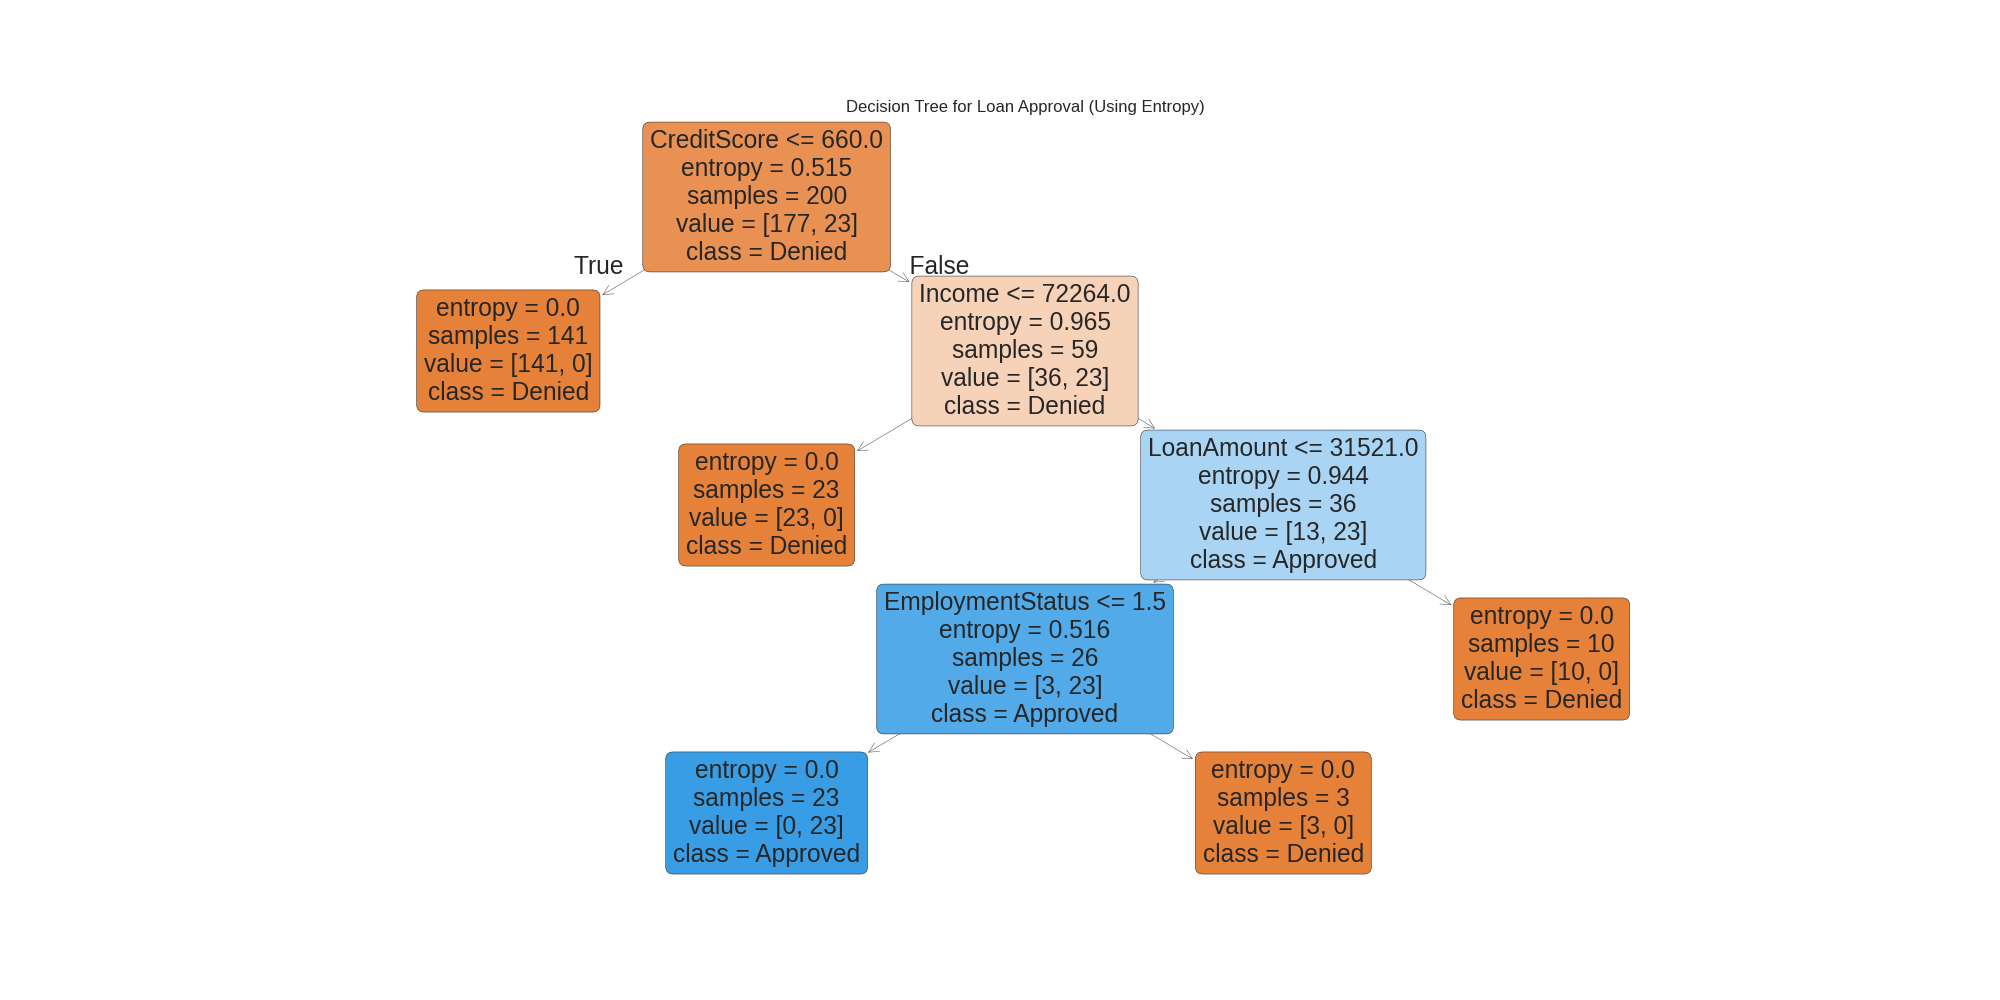 Decision Tree for Loan Approval (Using Entropy)
CreditScore <= 660.0
entropy = 0.515
samples = 200
value = [177, 23]
class = Denied
True
False
entropy = 0.0
samples = 141
value = [141, 0]
class = Denied
Income <= 72264.0
entropy = 0.965
samples = 59
value = [36, 23]
class = Denied
entropy = 0.0
samples = 23
value = [23, 0]
class = Denied
LoanAmount <= 31521.0
entropy = 0.944
samples = 36
value = [13, 23]
class = Approved
EmploymentStatus <= 1.5
entropy = 0.516
samples = 26
value = [3, 23]
class = Approved
entropy = 0.0
samples = 10
value = [10, 0]
class = Denied
entropy = 0.0
samples = 23
value = [0, 23]
class = Approved
entropy = 0.0
samples = 3
value = [3, 0]
class = Denied